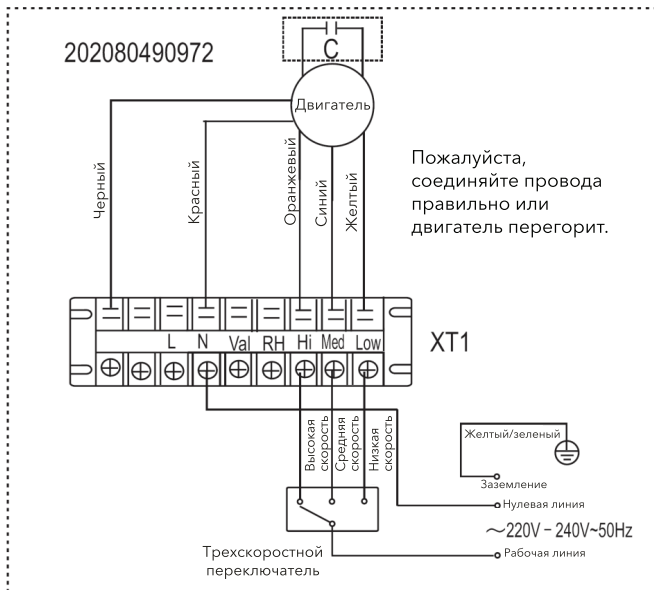 202080490972
C
Двигатель
Черный
Красный
Оранжевый
Синий
Желтый
Пожалуйста,
соединяйте провода
правильно или
двигатель перегорит.
L N Val RH Hi Med Low
XT1
Высокая
скорость
Средняя
скорость
Низкая
скорость
Желтый/зеленый
Заземление
Нулевая линия
~220V - 240V~50Hz
Рабочая линия
Трехскоростной
переключатель